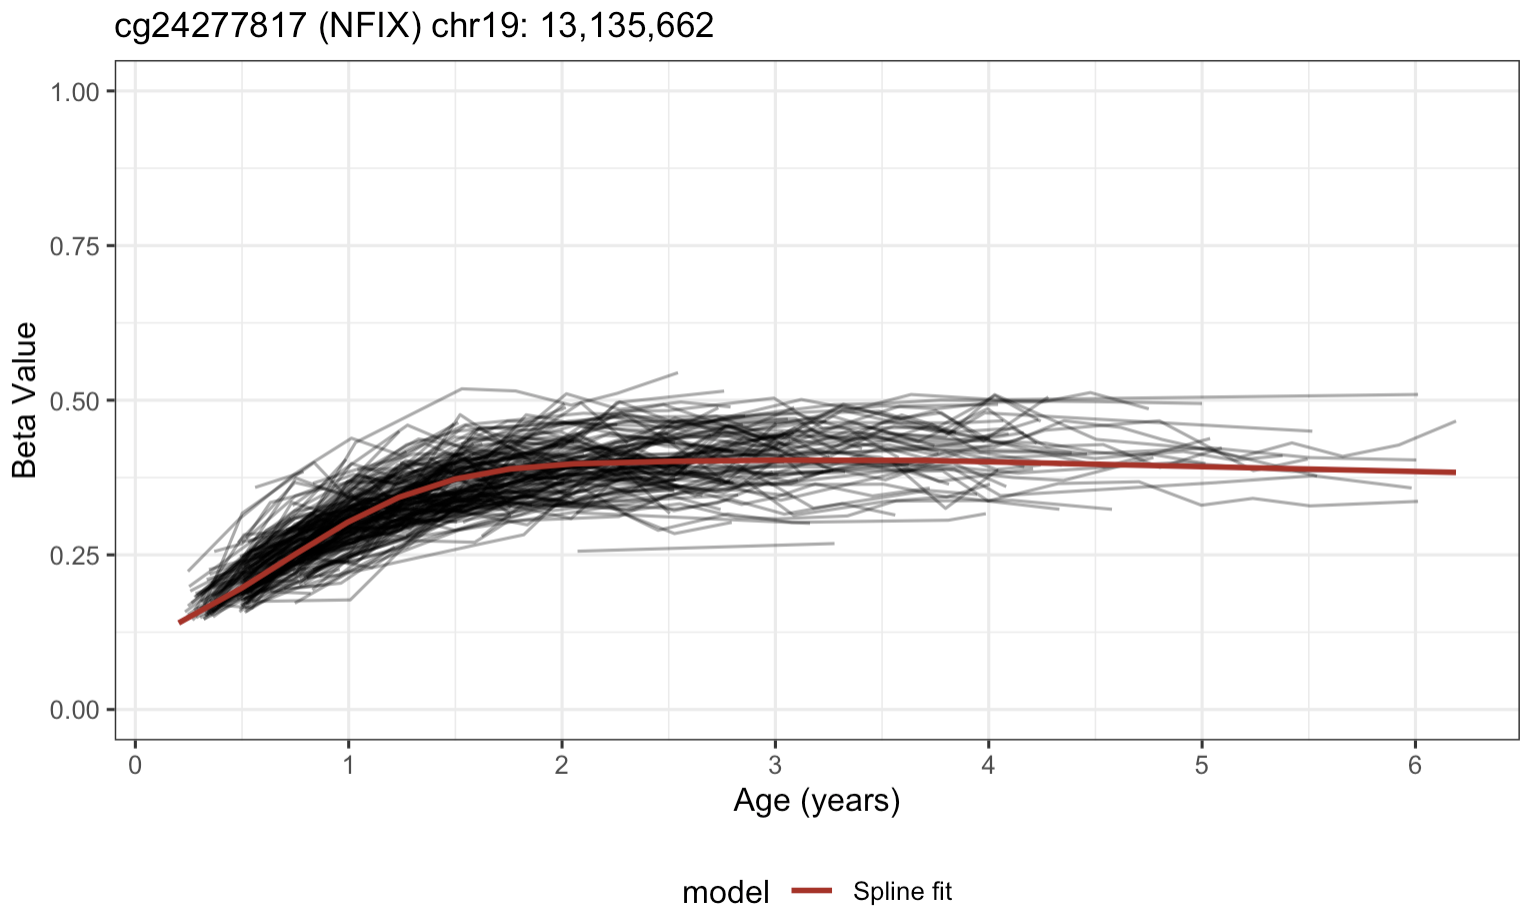 cg24277817 (NFIX) chr19: 13,135,662
Beta Value
1.00
0.75
0.50
0.25
0.00
0 1 2 3 4 5 6
Age (years)
model Spline fit